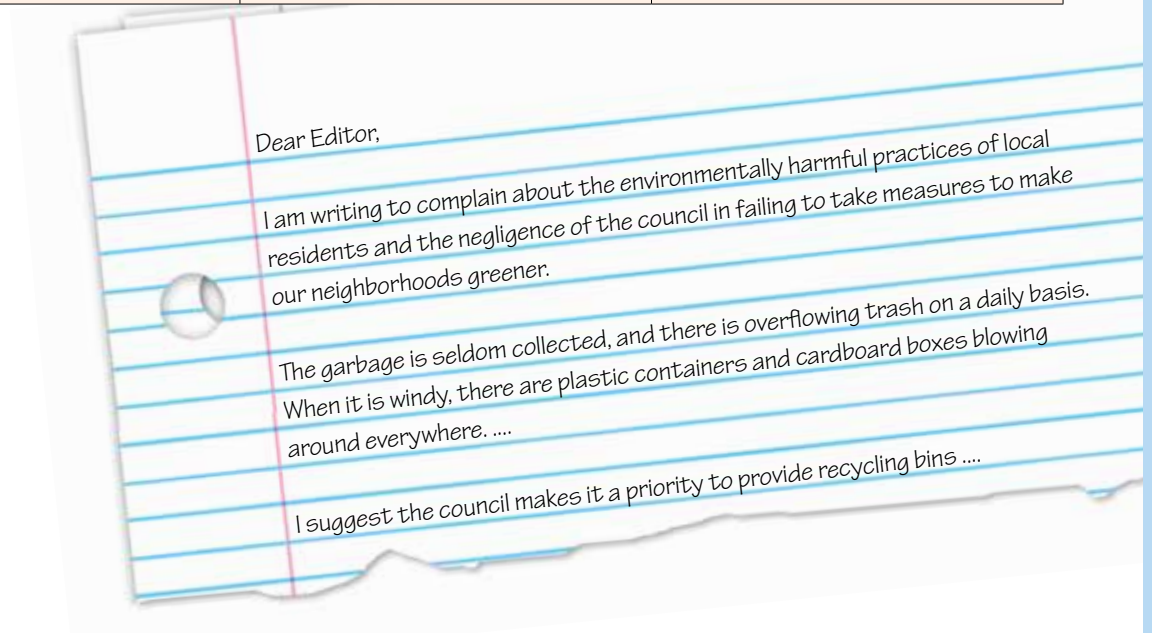 Dear Editor,
I am writing to complain about the environmentally harmful practices of local
residents and the negligence of the council in failing to take measures to make
our neighborhoods greener.
The garbage is seldom collected, and there is overflowing trash on a daily basis.
When it is windy, there are plastic containers and cardboard boxes blowing
around everywhere. ....
I suggest the council makes it a priority to provide recycling bins ....